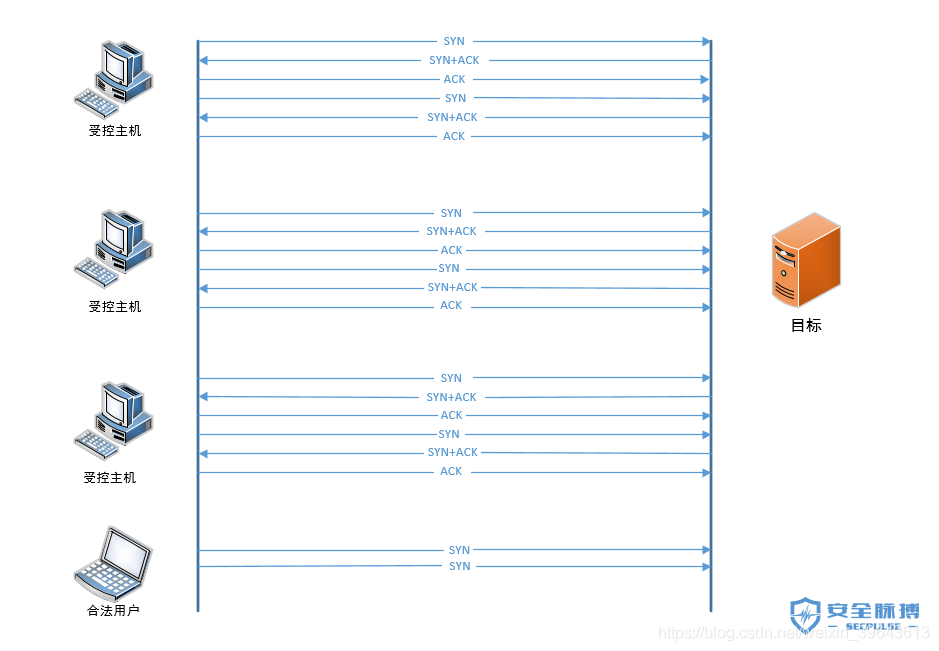 SYN
SYN+ACK
ACK
SYN
SYN+ACK
ACK
受控主机
SYN
SYN+ACK
ACK
SYN
SYN+ACK
ACK
受控主机
目标
SYN
SYN+ACK
ACK
SYN
SYN+ACK
ACK
受控主机
SYN
SYN
合法用户
安全脉搏
SECPULSE
https://blog.csdn.net/weixin_39643613